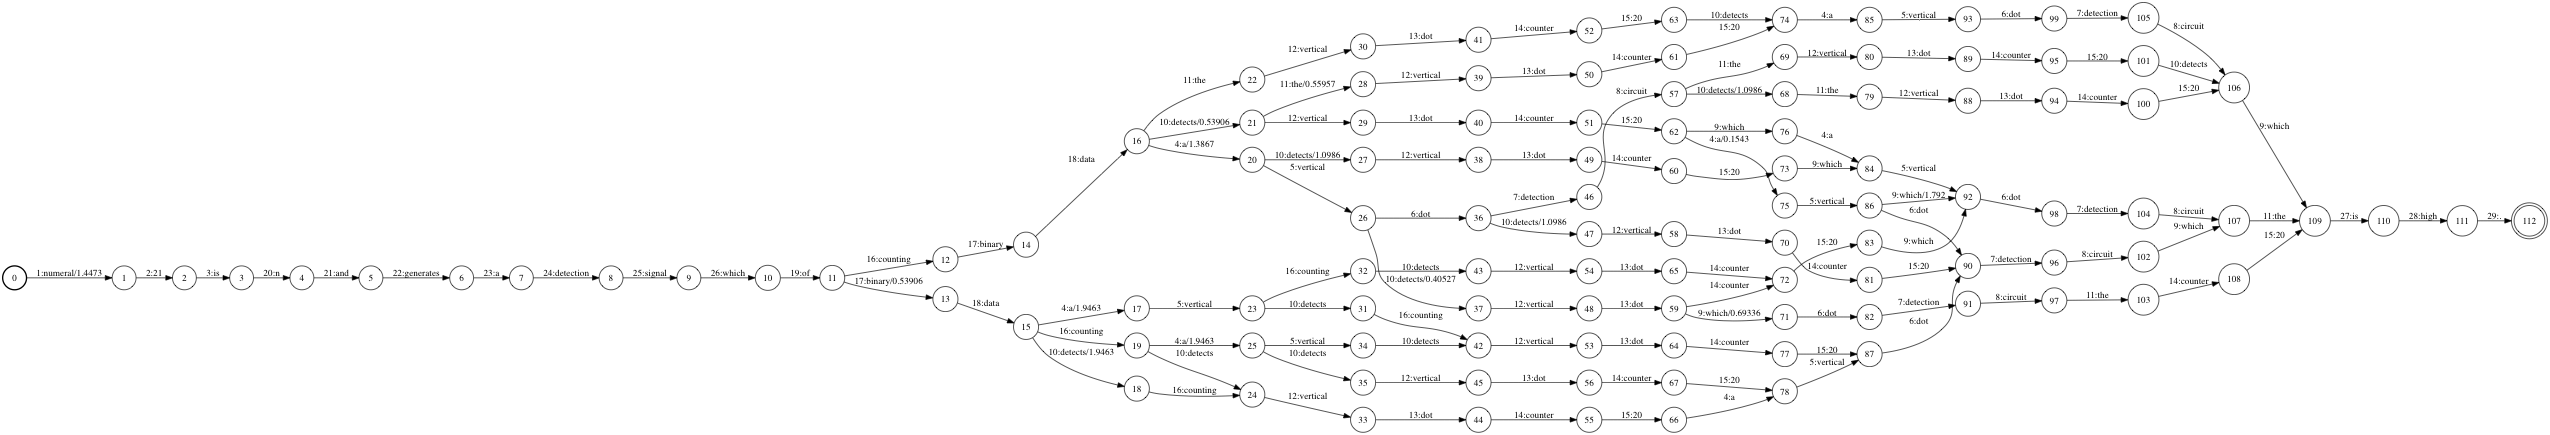 15:20 63 10:detects 74 4:a 85 5:vertical 93 6:dot 99 7:detection 105 8:circuit
12:vertical 30 13:dot 41 14:counter 52 15:20
11:the 22 11:the/0.55957 28 12:vertical 39 13:dot 50 14:counter 61 11:the 69 12:vertical 80 13:dot 89 14:counter 95 15:20 101 10:detects 106
8:circuit 57 10:detects/1.0986 68 11:the 79 12:vertical 88 13:dot 94 14:counter 100 15:20
16 10:detects/0.53906 21 12:vertical 29 13:dot 40 14:counter 51 15:20 62 9:which 76 4:a 9:which
18:data 4:a/1.3867 20 10:detects/1.0986 27 12:vertical 38 13:dot 49 14:counter 60 15:20 4:a/0.1543 73 9:which 84 5:vertical
5:vertical 7:detection 46 75 5:vertical 86 9:which/1.792 92 6:dot
26 6:dot 36 10:detects/1.0986 47 12:vertical 58 13:dot 70 6:dot 98 7:detection 104 8:circuit 107 11:the 109 27:is 110 28:high 111 29:. 112
17:binary 14 15:20 83 9:which 9:which 15:20
16:counting 12 16:counting 32 10:detects 43 12:vertical 54 13:dot 65 14:counter 72 14:counter 81 15:20 90 7:detection 96 8:circuit 102
0 1:numeral/1.4473 1 2:21 2 3:is 3 20:n 4 21:and 5 22:generates 6 23:a 7 24:detection 8 25:signal 9 26:which 10 19:of 11 17:binary/0.53906 13 10:detects/0.40527 14:counter 108
18:data 4:a/1.9463 17 5:vertical 23 10:detects 31 37 12:vertical 48 13:dot 59 9:which/0.69336 71 6:dot 82 7:detection 91 8:circuit 97 11:the 103 14:counter
15 16:counting 19 4:a/1.9463 25 5:vertical 34 16:counting 10:detects 42 12:vertical 53 13:dot 64 14:counter 77 15:20 87 6:dot
10:detects/1.9463 18 16:counting 10:detects 24 10:detects 35 12:vertical 45 13:dot 56 14:counter 67 15:20 78 5:vertical
12:vertical 33 13:dot 44 14:counter 55 15:20 66 4:a